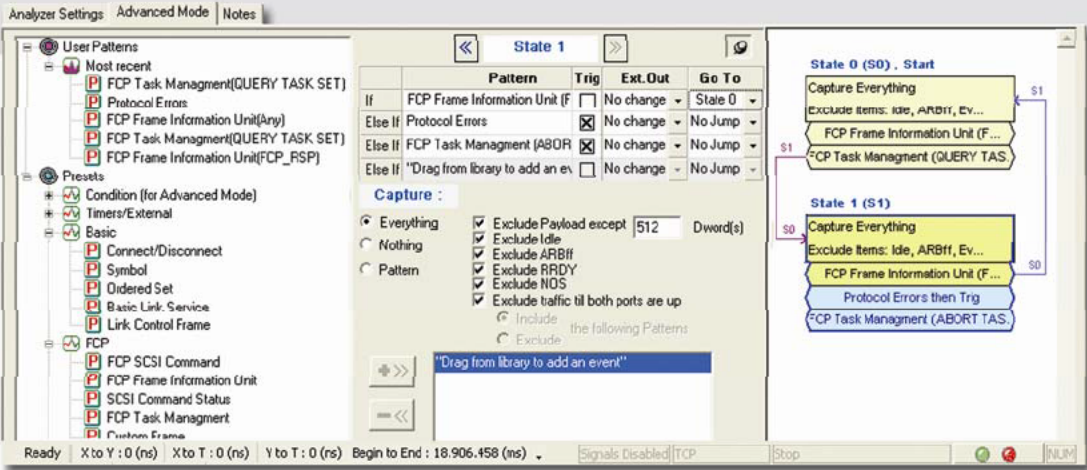 Analyzer Settings Advanced Mode Notes
User Patterns
Most recent
FCP Task Managment(QUERY TASK SET)
Protocol Errors
FCP Frame Information Unit(Any)
FCP Task Managment(QUERY TASK SET)
FCP Frame Information Unit(FCP_RSP)
Presets
Condition (for Advanced Mode)
Timers/External
Basic
Connect/Disconnect
Symbol
Ordered Set
Basic Link Service
Link Control Frame
FCP
FCP SCSI Command
FCP Frame Information Unit
SCSI Command Status
FCP Task Managment
Custom Frame
State 1
Pattern Trig Ext.Out Go To
If FCP Frame Information Unit (F No change State 0
Else If Protocol Errors No change No Jump
Else If FCP Task Managment (ABOR No change No Jump
Else If "Drag from library to add an ev No change No Jump
Capture :
Everything
Nothing
Pattern
Exclude Payload except 512 Dword(s)
Exclude Idle
Exclude ARBff
Exclude RRDY
Exclude NOS
Exclude traffic til both ports are up
Include
Exclude
the following Patterns
"Drag from library to add an event"
State 0 (S0) . Start
Capture Everything
Exclude Items: Idle, ARBff, Ev...
FCP Frame Information Unit (F...
FCP Task Managment (QUERY TAS.
S1
S1
State 1 (S1)
Capture Everything
Exclude Items: Idle, ARBff, Ev...
FCP Frame Information Unit (F...
Protocol Errors then Trig
FCP Task Managment (ABORT TAS.
S0
S0
Ready X to Y : 0 (ns) X to T : 0 (ns) Y to T : 0 (ns) Begin to End : 18.906.458 (ms) Signals Disabled TCP Stop NUM